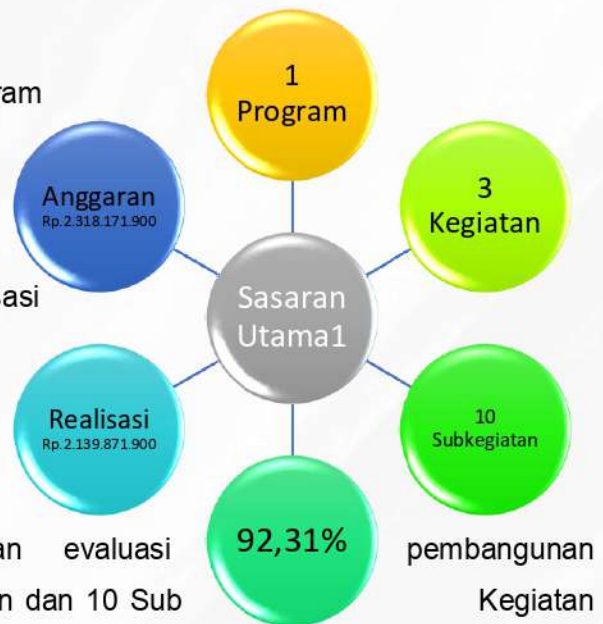 ram
1
Program
Anggaran
Rp.2.318.171.900
3
Kegiatan
Sasaran
Utama1
asi
Realisasi
Rp.2.139.871.900
10
Subkegiatan
92,31%
an evaluasi pembangunan
n dan 10 Sub Kegiatan